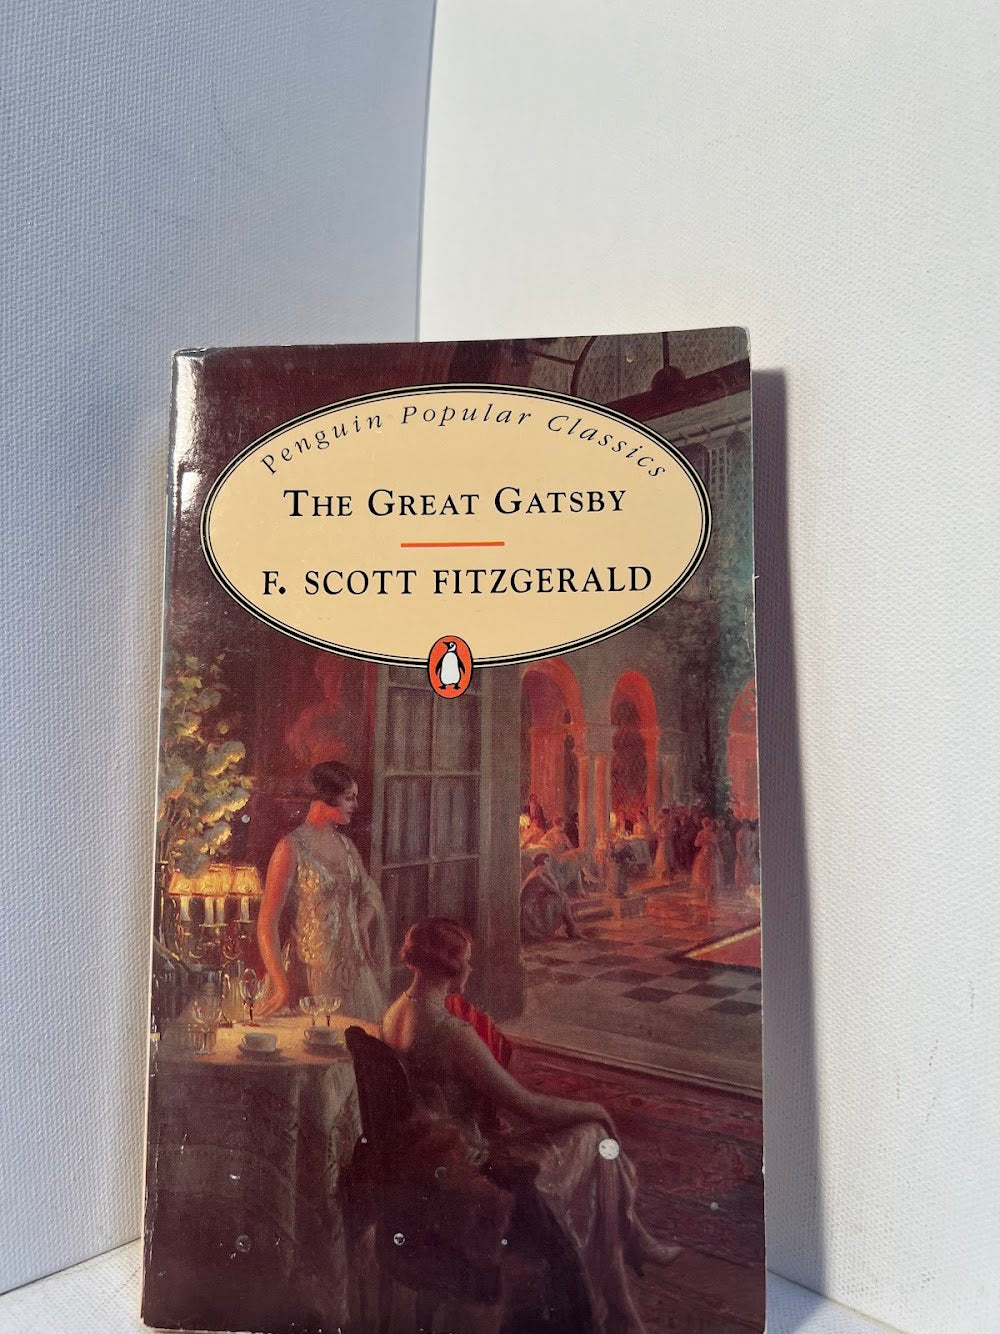 Penguin Popular Classics
THE GREAT GATSBY
F. SCOTT FITZGERALD